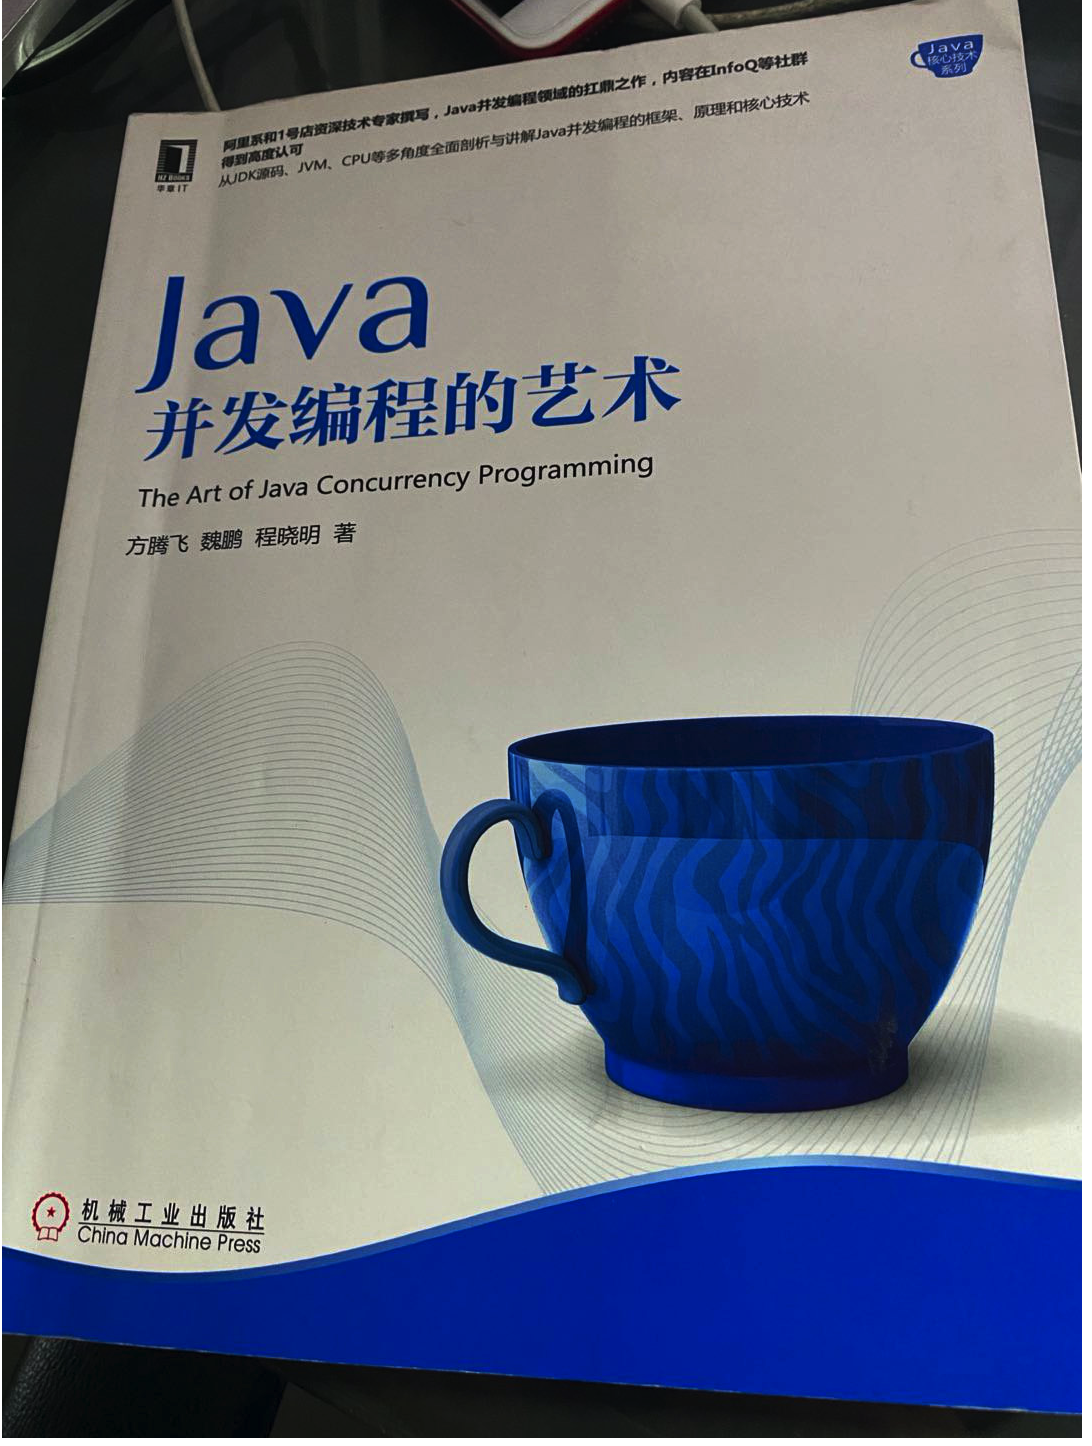 Java
核心技术
系列
阿里系和1号店资深技术专家撰写，Java并发编程领域的扛鼎之作，内容在InfoQ等社群
得到高度认可
从JDK源码、JVM、CPU等多角度全面剖析与讲解Java并发编程的框架、原理和核心技术
HZ Books
华章IT
Java
并发编程的艺术
The Art of Java Concurrency Programming
方腾飞 魏鹏 程晓明 著
机械工业出版社
China Machine Press